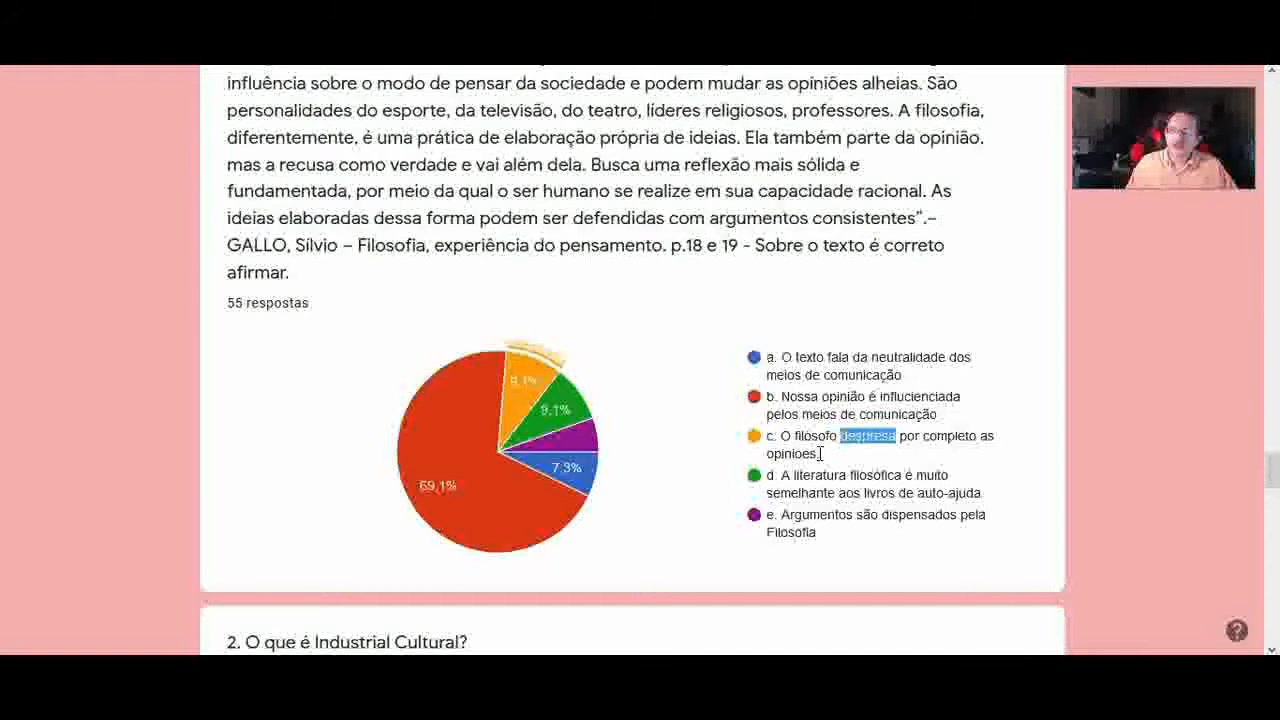 influência sobre o modo de pensar da sociedade e podem mudar as opiniões alheias. São
personalidades do esporte, da televisão, do teatro, líderes religiosos, professores. A filosofia,
diferentemente, é uma prática de elaboração própria de ideias. Ela também parte da opinião,
mas a recusa como verdade e vai além dela. Busca uma reflexão mais sólida e
fundamentada, por meio da qual o ser humano se realize em sua capacidade racional. As
ideias elaboradas dessa forma podem ser defendidas com argumentos consistentes”.–
GALLO, Sílvio – Filosofia, experiência do pensamento. p.18 e 19 - Sobre o texto é correto
afirmar.
55 respostas
9,1%
9,1%
7,3%
69,1%
a. O texto fala da neutralidade dos
meios de comunicação
b. Nossa opinião é influcienciada
pelos meios de comunicação
c. O filósofo despresa por completo as
opinioes
d. A literatura filosófica é muito
semelhante aos livros de auto-ajuda
e. Argumentos são dispensados pela
Filosofia
2. O que é Industrial Cultural?